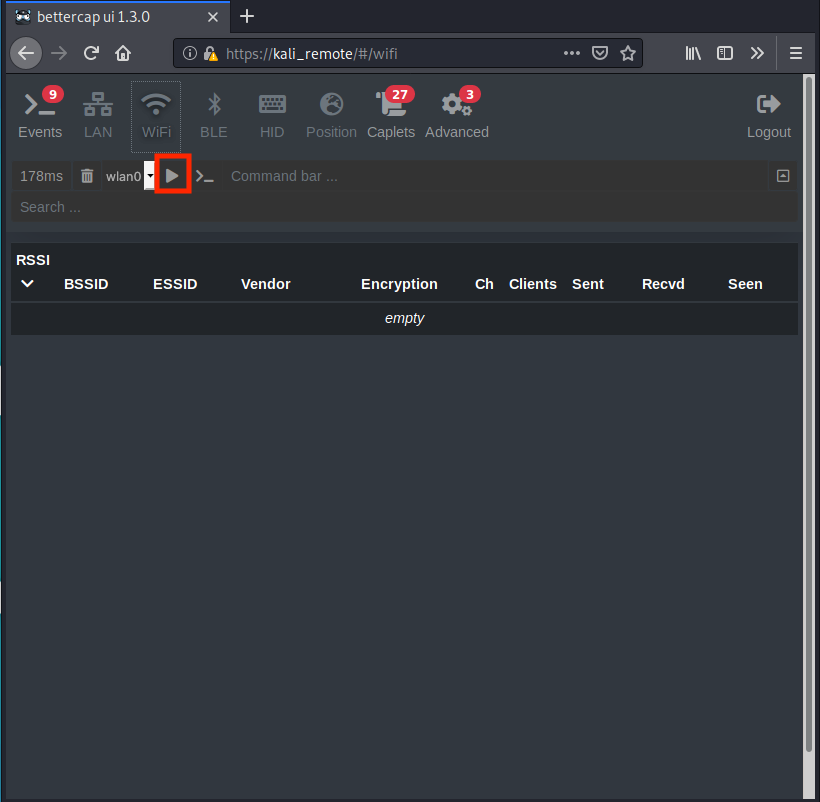 bettercap ui 1.3.0
https://kali_remote/#/wifi
9 27 3
Events LAN WiFi BLE HID Position Caplets Advanced Logout
178ms wlan0 Command bar ...
Search ...
RSSI
BSSID ESSID Vendor Encryption Ch Clients Sent Recvd Seen
empty